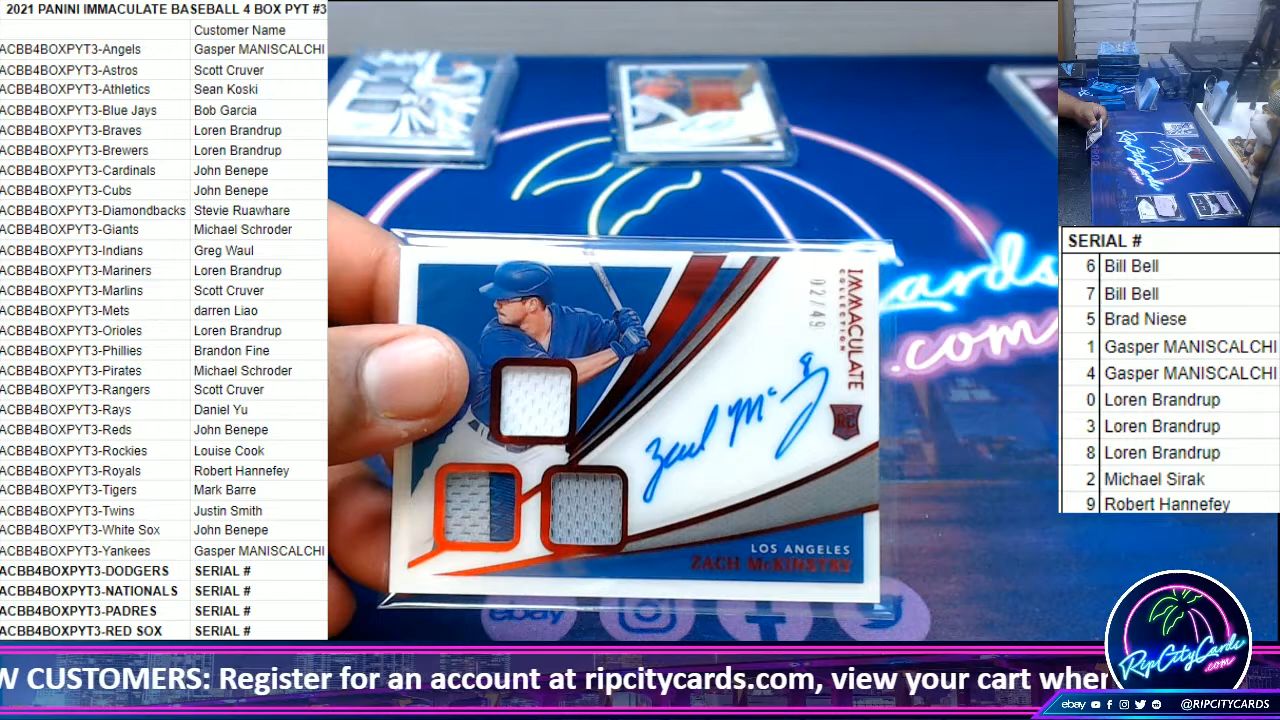 2021 PANINI IMMACULATE BASEBALL 4 BOX PYT #3
Customer Name
ACBB4BOXPYT3-Angels Gasper MANISCALCHI
ACBB4BOXPYT3-Astros Scott Cruver
ACBB4BOXPYT3-Athletics Sean Koski
ACBB4BOXPYT3-Blue Jays Bob Garcia
ACBB4BOXPYT3-Braves Loren Brandrup
ACBB4BOXPYT3-Brewers Loren Brandrup
ACBB4BOXPYT3-Cardinals John Benepe
ACBB4BOXPYT3-Cubs John Benepe
ACBB4BOXPYT3-Diamondbacks Stevie Ruawhare
ACBB4BOXPYT3-Giants Michael Schroder
ACBB4BOXPYT3-Indians Greg Waul
ACBB4BOXPYT3-Mariners Loren Brandrup
ACBB4BOXPYT3-Marlins Scott Cruver
ACBB4BOXPYT3-Mets darren Liao
ACBB4BOXPYT3-Orioles Loren Brandrup
ACBB4BOXPYT3-Phillies Brandon Fine
ACBB4BOXPYT3-Pirates Michael Schroder
ACBB4BOXPYT3-Rangers Scott Cruver
ACBB4BOXPYT3-Rays Daniel Yu
ACBB4BOXPYT3-Reds John Benepe
ACBB4BOXPYT3-Rockies Louise Cook
ACBB4BOXPYT3-Royals Robert Hannefey
ACBB4BOXPYT3-Tigers Mark Barre
ACBB4BOXPYT3-Twins Justin Smith
ACBB4BOXPYT3-White Sox John Benepe
ACBB4BOXPYT3-Yankees Gasper MANISCALCHI
ACBB4BOXPYT3-DODGERS SERIAL #
ACBB4BOXPYT3-NATIONALS SERIAL #
ACBB4BOXPYT3-PADRES SERIAL #
ACBB4BOXPYT3-RED SOX SERIAL #
IMMACULATE
COLLECTION
02/49
RC
Zach McK
LOS ANGELES
ZACH McKINSTRY
ards
.com
ebay
SERIAL #
6 Bill Bell
7 Bill Bell
5 Brad Niese
1 Gasper MANISCALCHI
4 Gasper MANISCALCHI
0 Loren Brandrup
3 Loren Brandrup
8 Loren Brandrup
2 Michael Sirak
9 Robert Hannefey
W CUSTOMERS: Register for an account at ripcitycards.com, view your cart wher
RipCityCards
.com
ebay @RIPCITYCARDS